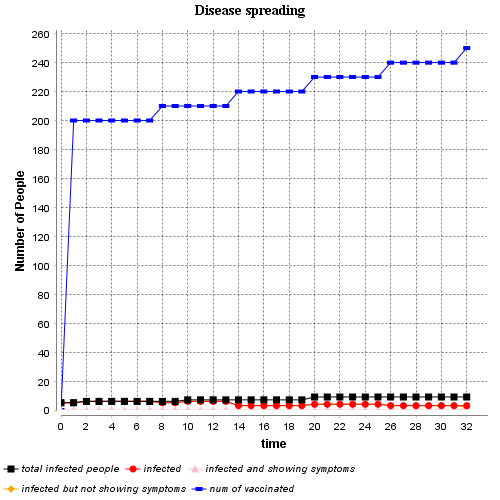 Disease spreading
Number of People
260
240
220
200
180
160
140
120
100
80
60
40
20
0
0 2 4 6 8 10 12 14 16 18 20 22 24 26 28 30 32
time
total infected people infected infected and showing symptoms
infected but not showing symptoms num of vaccinated